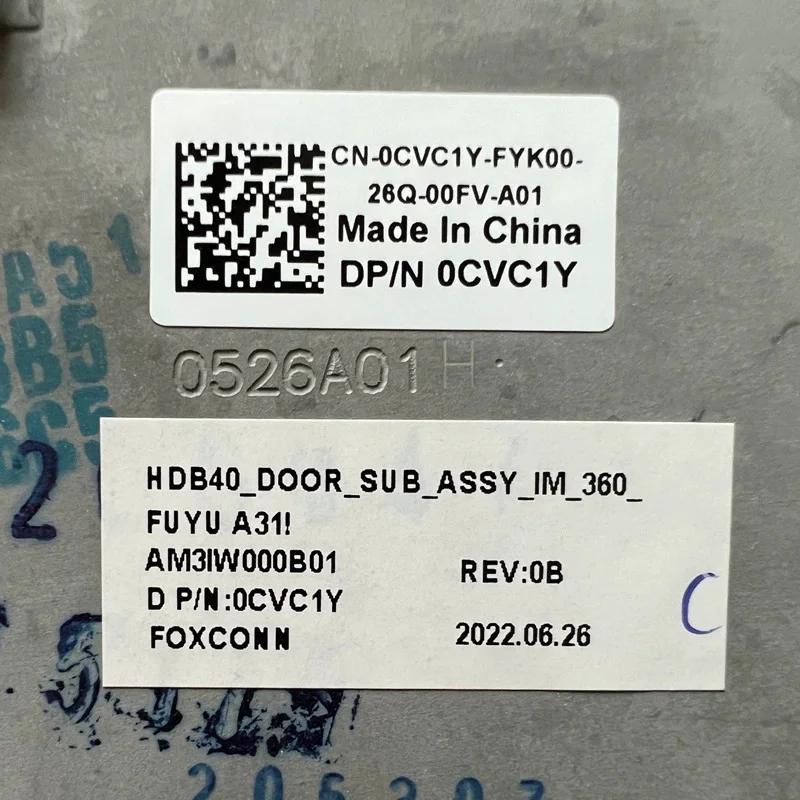 CN-0CVC1Y-FYK00-
26Q-00FV-A01
Made In China
DP/N 0CVC1Y
0526A01H
HDB40_DOOR_SUB_ASSY_IM_360_
FUYU A31!
AM3IW000B01
REV:0B
D P/N:0CVC1Y
FOXCONN
2022.06.26
C